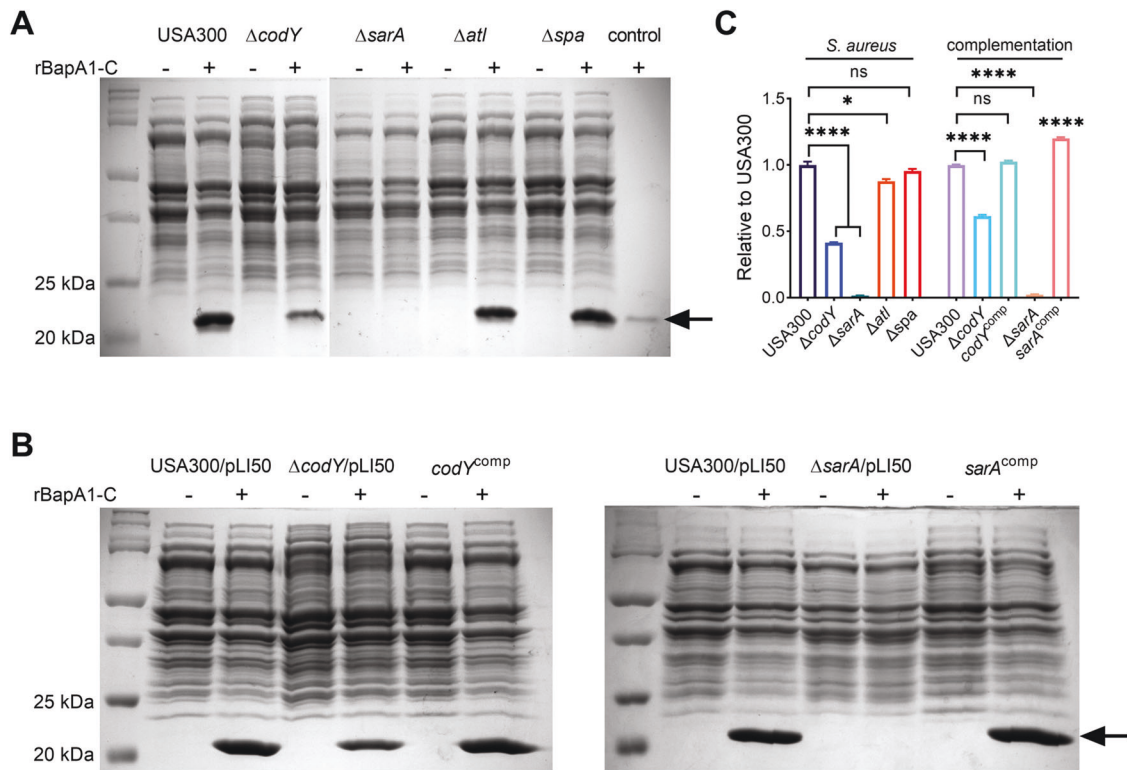 A
USA300 ΔcodY ΔsarA Δatl Δspa control
rBapA1-C - + - + - + - + - + +
25 kDa
20 kDa
C
S. aureus complementation
ns ****
* ns
**** **** ****
Relative to USA300
1.5
1.0
0.5
0.0
USA300 ΔcodY ΔsarA Δatl Δspa USA300 ΔcodY codYcomp ΔsarA sarAcomp
B
USA300/pLI50 ΔcodY/pLI50 codYcomp
rBapA1-C - + - + - +
25 kDa
20 kDa
USA300/pLI50 ΔsarA/pLI50 sarAcomp
- + - + - +